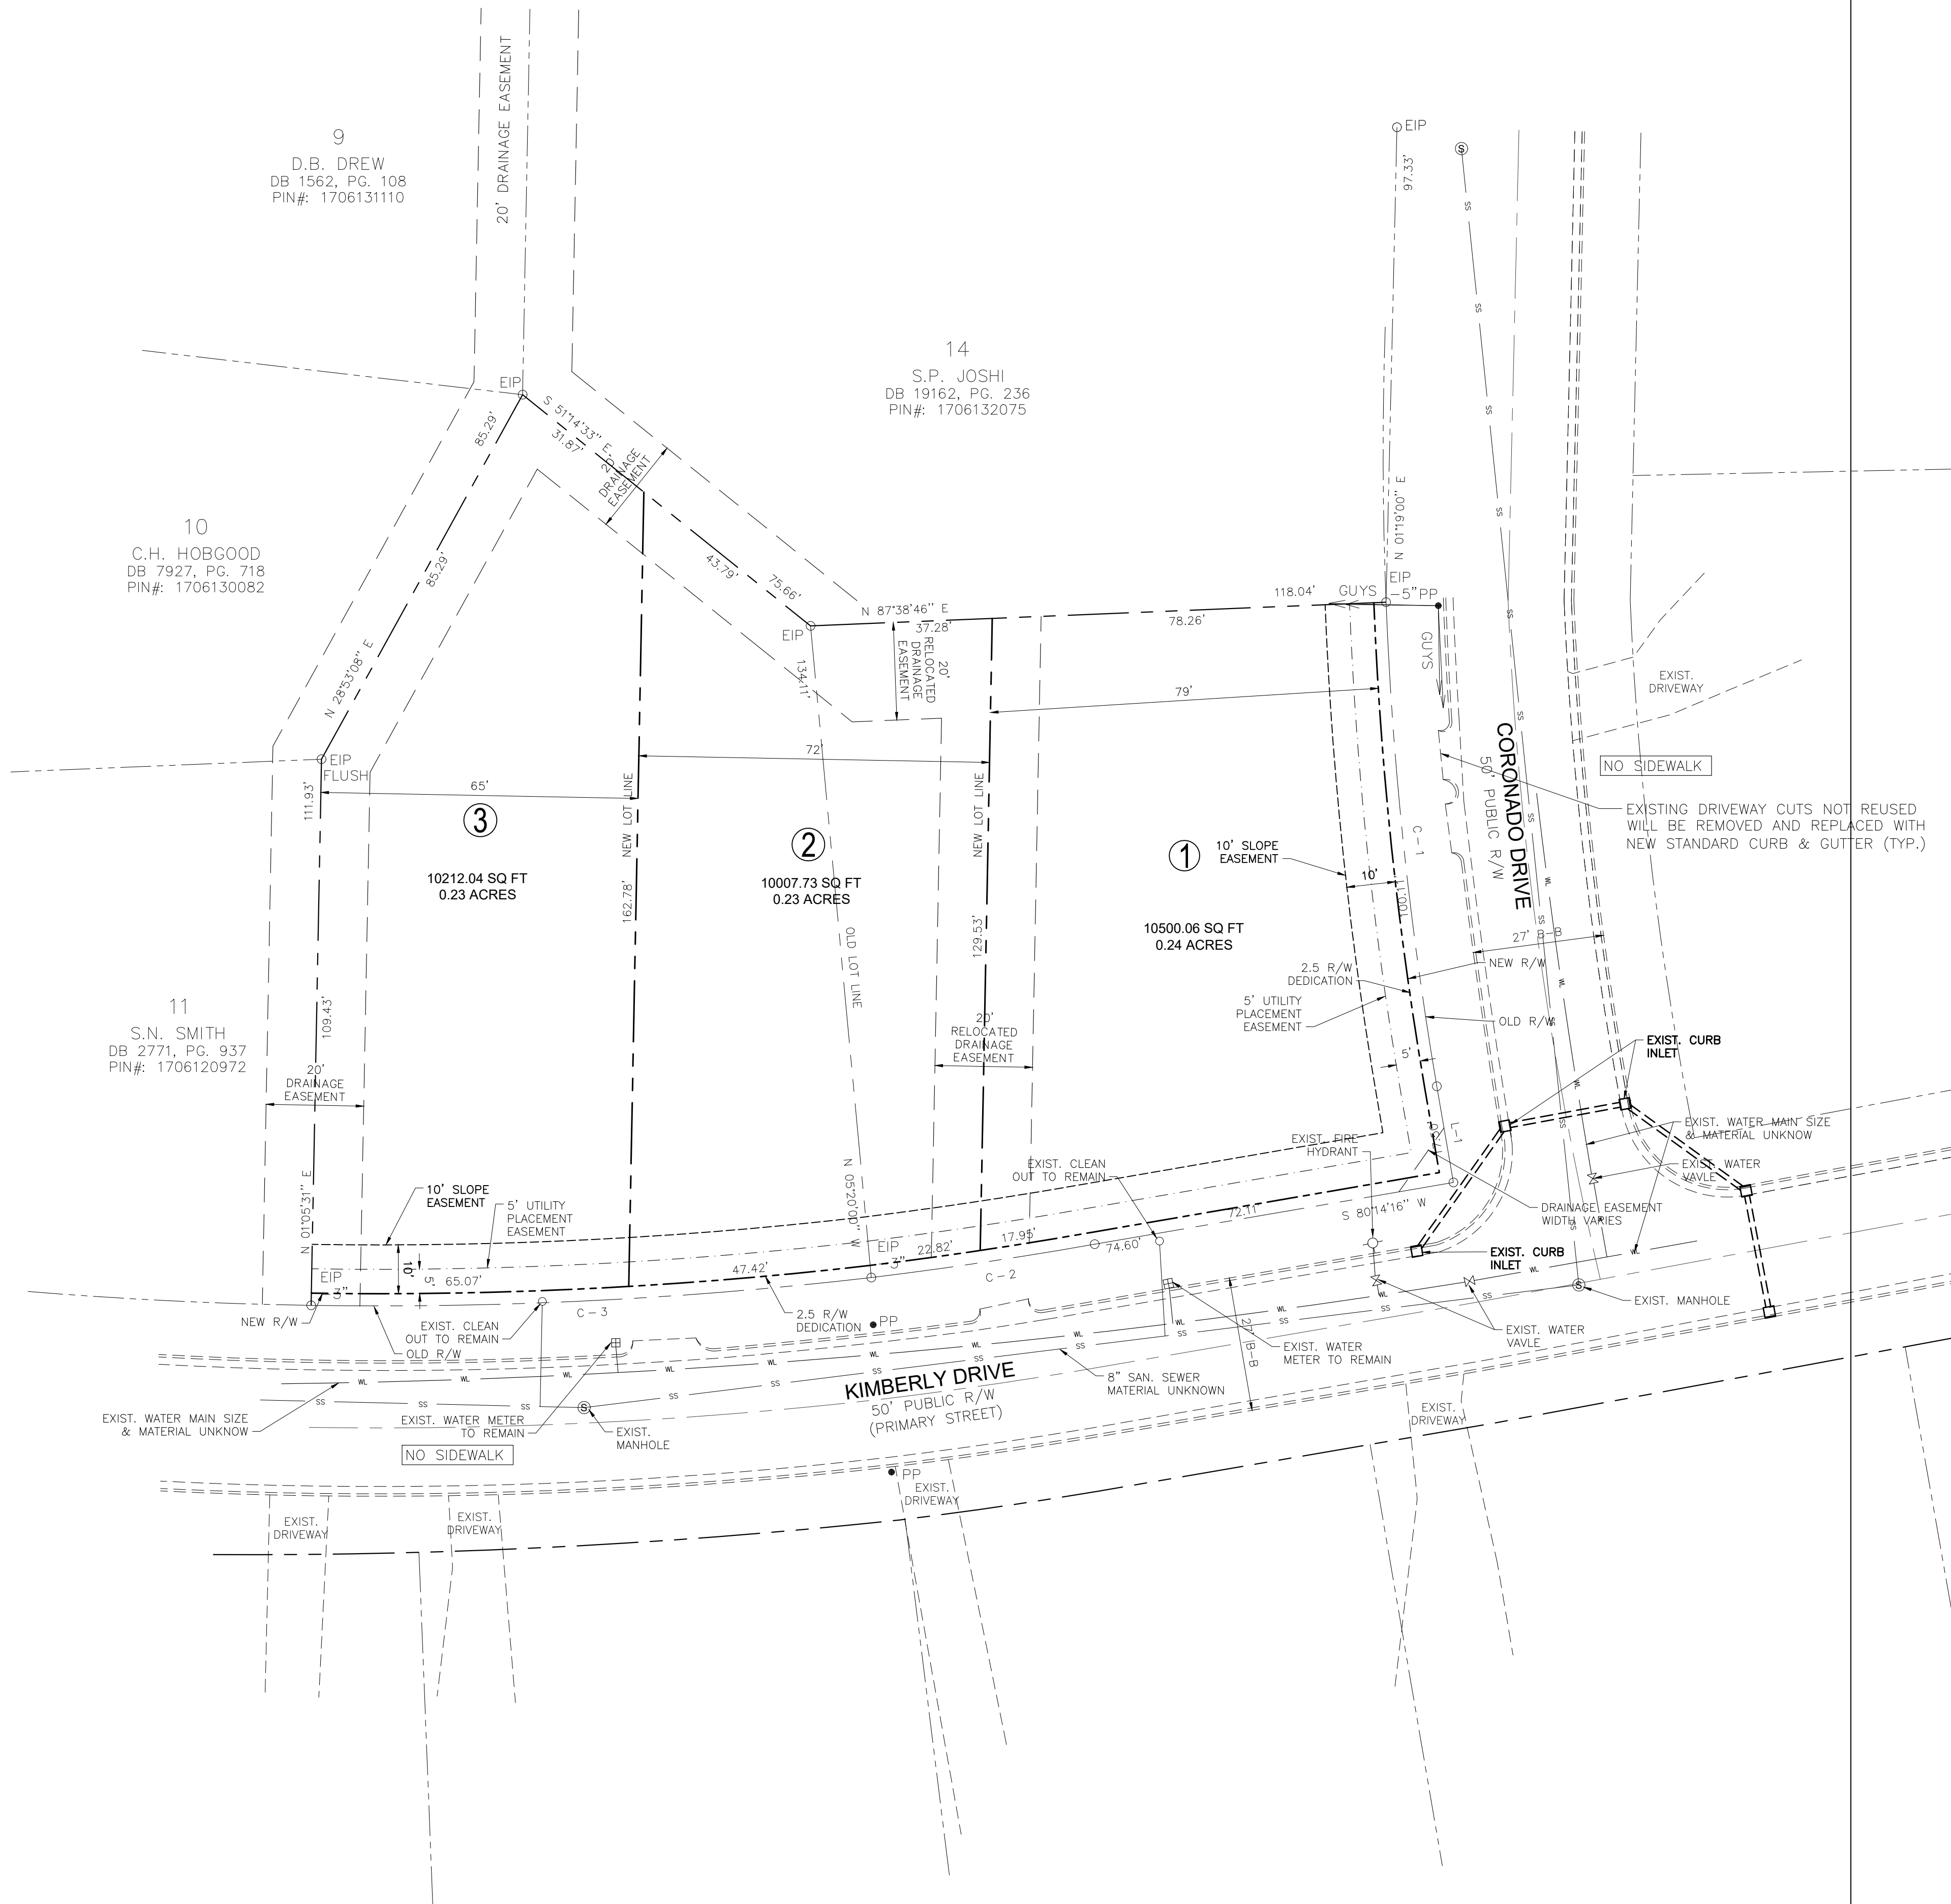 20' DRAINAGE EASEMENT
9
D.B. DREW
DB 1562, PG. 108
PIN#: 1706131110
EIP
97.33'
S
SS
14
S.P. JOSHI
DB 19162, PG. 236
PIN#: 1706132075
EIP
S 51°14'33" E
31.87'
85.29'
20'
DRAINAGE
EASEMENT
10
C.H. HOBGOOD
DB 7927, PG. 718
PIN#: 1706130082
85.29'
N 28°53'08" E
43.79'
75.66'
EIP
N 87°38'46" E
37.28'
78.26'
118.04'
GUYS
EIP
5"PP
N 01°19'00" E
GUYS
20'
RELOCATED
DRAINAGE
EASEMENT
134.11'
79'
72'
65'
EIP
FLUSH
111.93'
EXIST.
DRIVEWAY
CORONADO DRIVE
50' PUBLIC R/W
NO SIDEWALK
EXISTING DRIVEWAY CUTS NOT REUSED
WILL BE REMOVED AND REPLACED WITH
NEW STANDARD CURB & GUTTER (TYP.)
3
10212.04 SQ FT
0.23 ACRES
NEW LOT LINE
162.78'
2
10007.73 SQ FT
0.23 ACRES
OLD LOT LINE
NEW LOT LINE
129.53'
1
10' SLOPE
EASEMENT
10'
10500.06 SQ FT
0.24 ACRES
C-1
100.11'
27' B-B
NEW R/W
2.5 R/W
DEDICATION
5' UTILITY
PLACEMENT
EASEMENT
OLD R/W
5'
EXIST. CURB
INLET
11
S.N. SMITH
DB 2771, PG. 937
PIN#: 1706120972
109.43'
20'
DRAINAGE
EASEMENT
20'
RELOCATED
DRAINAGE
EASEMENT
N 01°05'31" E
10' SLOPE
EASEMENT
5' UTILITY
PLACEMENT
EASEMENT
N 05°20'00" W
EXIST. CLEAN
OUT TO REMAIN
EXIST. FIRE
HYDRANT
L-1
EXIST. WATER MAIN SIZE
& MATERIAL UNKNOW
EXIST. WATER
VAVLE
DRAINAGE EASEMENT
WIDTH VARIES
S 80°14'16" W
72.11'
17.95'
74.60'
22.82'
EIP
3"
C-2
47.42'
65.07'
10'
5'
EIP
3"
C-3
NEW R/W
OLD R/W
EXIST. CLEAN
OUT TO REMAIN
2.5 R/W
DEDICATION
PP
EXIST. CURB
INLET
EXIST. MANHOLE
S
EXIST. WATER
VAVLE
EXIST. WATER
METER TO REMAIN
27' B-B
8" SAN. SEWER
MATERIAL UNKNOWN
WL
SS
KIMBERLY DRIVE
50' PUBLIC R/W
(PRIMARY STREET)
EXIST. WATER MAIN SIZE
& MATERIAL UNKNOW
EXIST. WATER METER
TO REMAIN
S
EXIST.
MANHOLE
NO SIDEWALK
EXIST.
DRIVEWAY
PP
EXIST.
DRIVEWAY
EXIST.
DRIVEWAY
EXIST.
DRIVEWAY